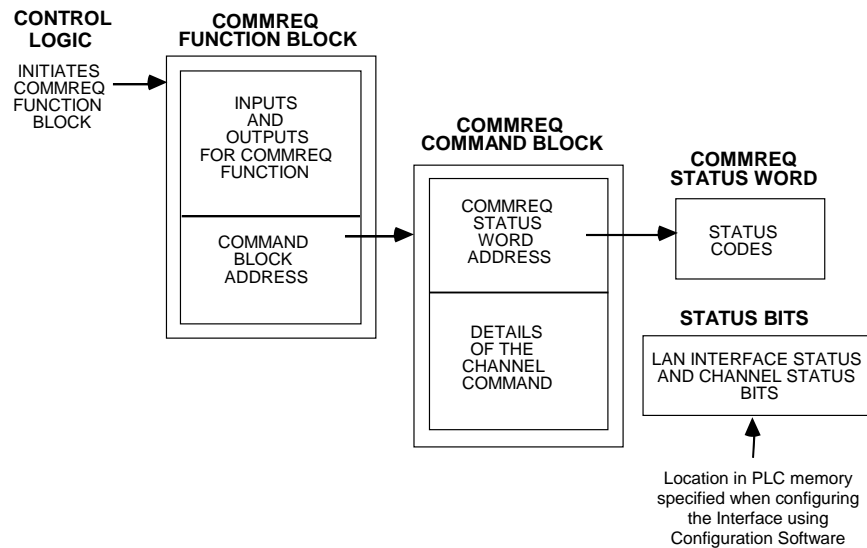 CONTROL
LOGIC
INITIATES
COMMREQ
FUNCTION
BLOCK
COMMREQ
FUNCTION BLOCK
INPUTS
AND
OUTPUTS
FOR COMMREQ
FUNCTION
COMMAND
BLOCK
ADDRESS
COMMREQ
COMMAND BLOCK
COMMREQ
STATUS
WORD
ADDRESS
DETAILS
OF THE
CHANNEL
COMMAND
COMMREQ
STATUS WORD
STATUS
CODES
STATUS BITS
LAN INTERFACE STATUS
AND CHANNEL STATUS
BITS
Location in PLC memory
specified when configuring
the Interface using
Configuration Software